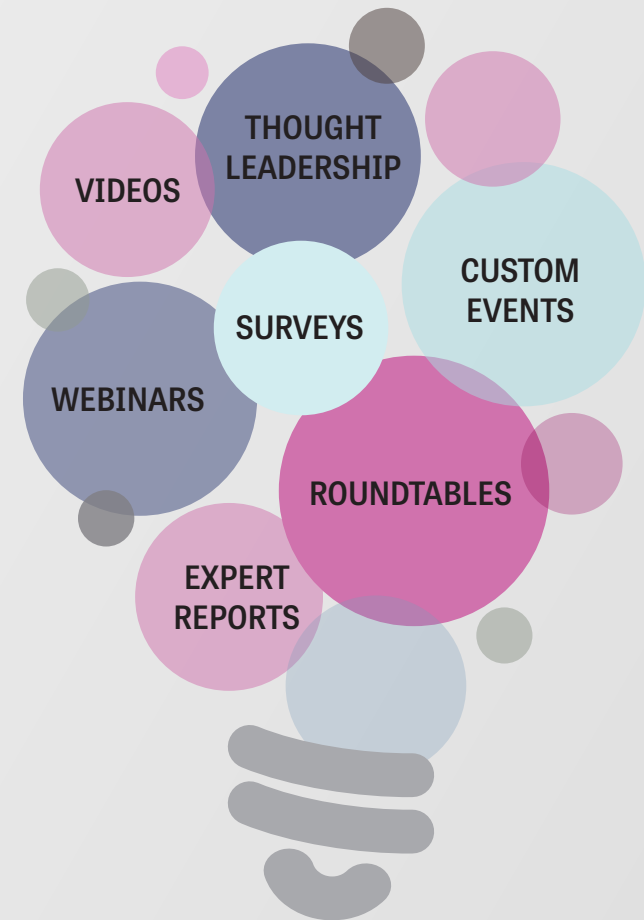 THOUGHT
LEADERSHIP
VIDEOS
CUSTOM
EVENTS
SURVEYS
WEBINARS
ROUNDTABLES
EXPERT
REPORTS